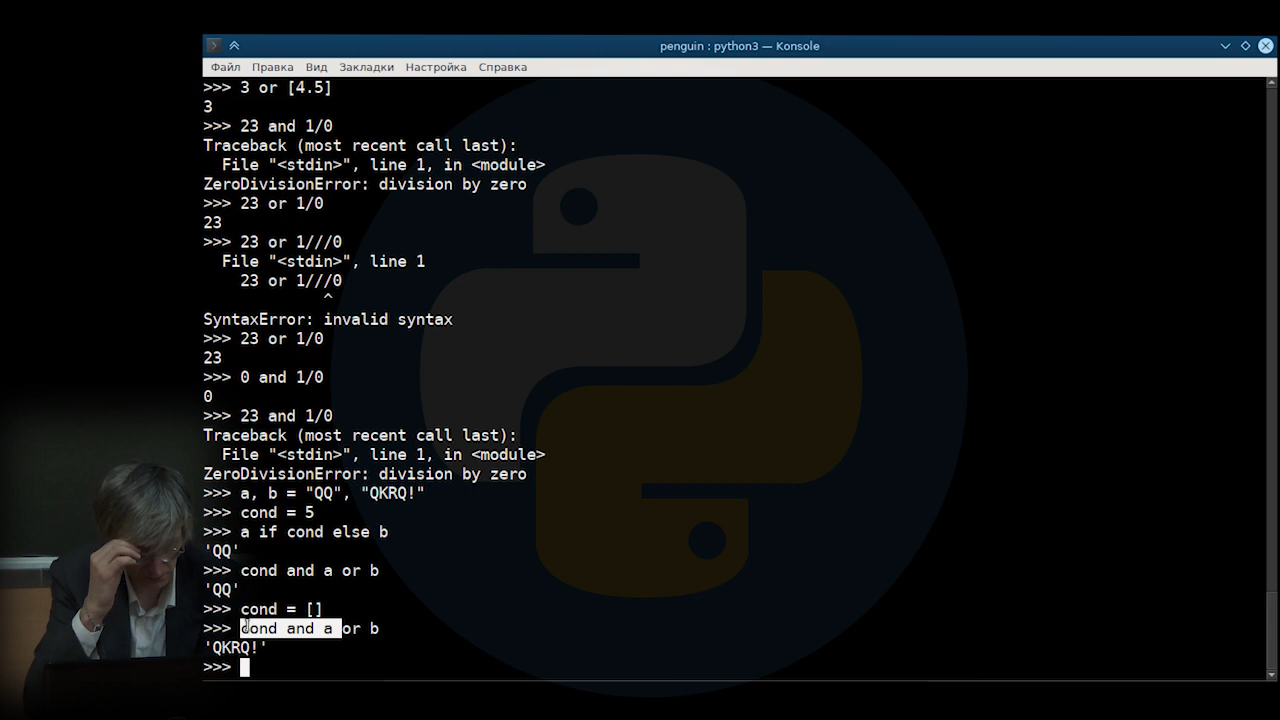 penguin : python3 — Konsole
Файл Правка Вид Закладки Настройка Справка
>>> 3 or [4.5]
3
>>> 23 and 1/0
Traceback (most recent call last):
  File "<stdin>", line 1, in <module>
ZeroDivisionError: division by zero
>>> 23 or 1/0
23
>>> 23 or 1///0
  File "<stdin>", line 1
    23 or 1///0
             ^
SyntaxError: invalid syntax
>>> 23 or 1/0
23
>>> 0 and 1/0
0
>>> 23 and 1/0
Traceback (most recent call last):
  File "<stdin>", line 1, in <module>
ZeroDivisionError: division by zero
>>> a, b = "QQ", "QKRQ!"
>>> cond = 5
>>> a if cond else b
'QQ'
>>> cond and a or b
'QQ'
>>> cond = []
>>> cond and a or b
'QKRQ!'
>>>